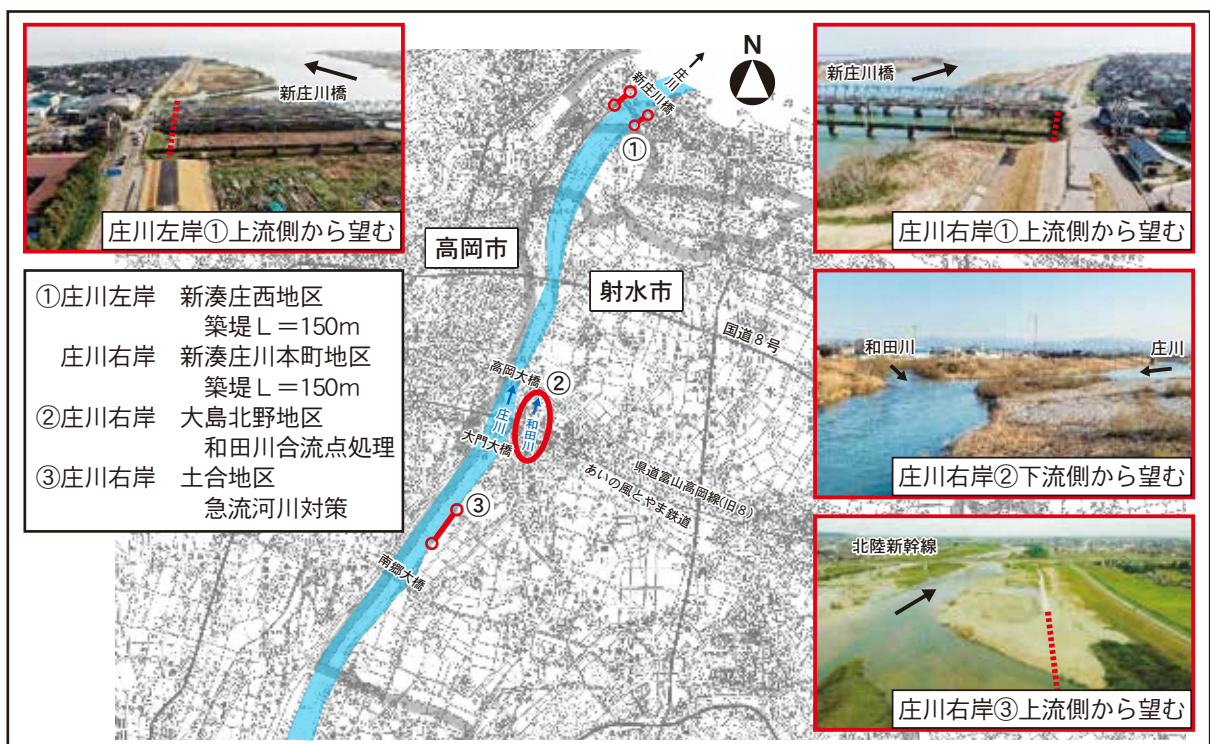 新庄川橋
庄川左岸①上流側から望む
①庄川左岸　新湊庄西地区
築堤Ｌ＝150m
庄川右岸　新湊庄川本町地区
築堤Ｌ＝150m
②庄川右岸　大島北野地区
和田川合流点処理
③庄川右岸　土合地区
急流河川対策
N
庄川
新庄川橋
①
高岡市
射水市
国道８号
高岡大橋
②
庄川
和田川
大門大橋
県道富山高岡線(旧８)
あいの風とやま鉄道
③
南郷大橋
新庄川橋
庄川右岸①上流側から望む
和田川
庄川
庄川右岸②下流側から望む
北陸新幹線
庄川右岸③上流側から望む